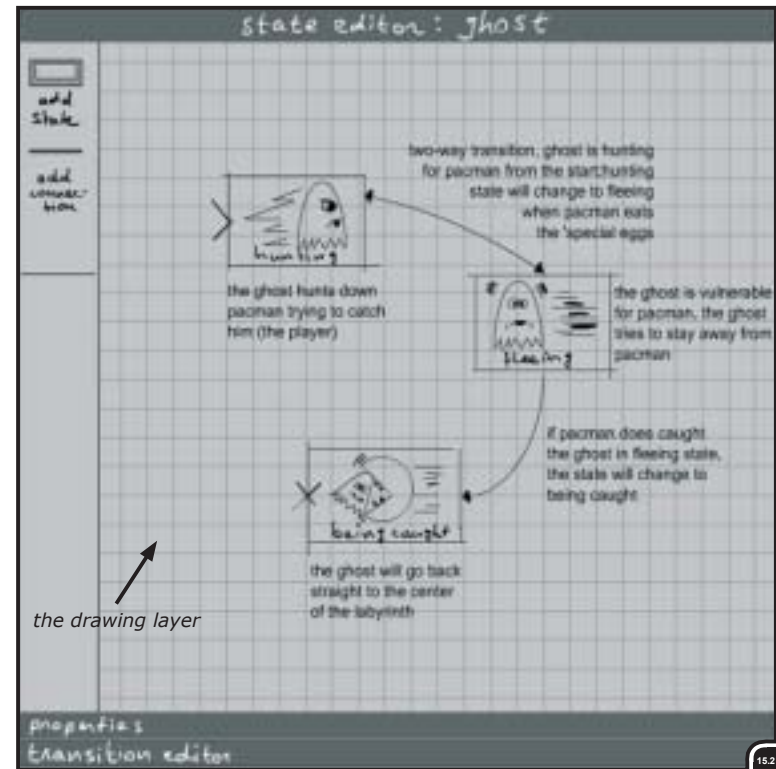 state editor: ghost
add
state
add
connec-
tion
two-way transition, ghost is hunting
for pacman from the start.hunting
state will change to fleeing
when pacman eats
the 'special eggs
hunting
the ghost hunts down
pacman trying to catch
him (the player)
fleeing
the ghost is vulnerable
for pacman, the ghost
tries to stay away from
pacman
if pacman does caught
the ghost in fleeing state,
the state will change to
being caught
being caught
the ghost will go back
straight to the center
of the labyrinth
the drawing layer
properties
transition editor
15.2